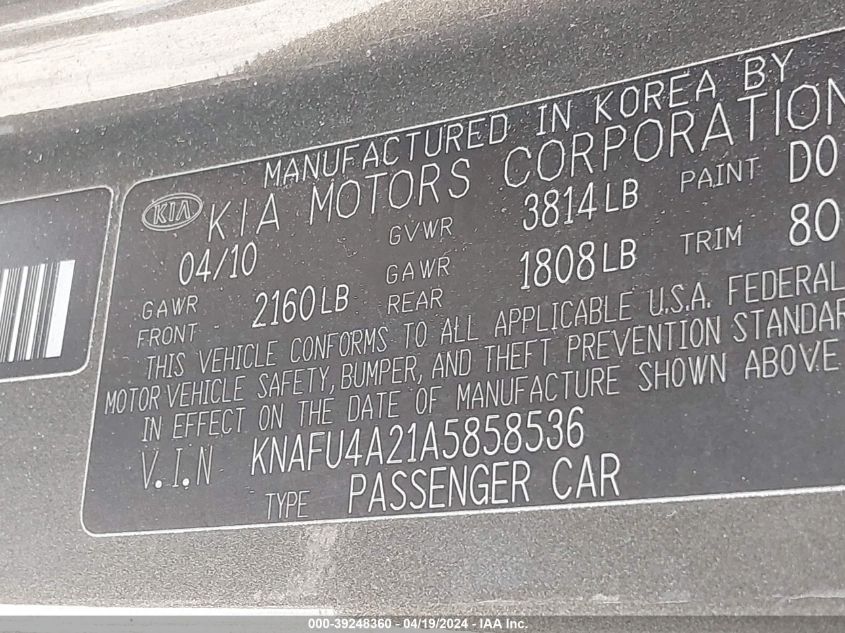 MANUFACTURED IN KOREA BY
KIA KIA MOTORS CORPORATION
04/10 GVWR 3814LB PAINT D0
GAWR FRONT 2160LB GAWR REAR 1808LB TRIM 80
THIS VEHICLE CONFORMS TO ALL APPLICABLE U.S.A. FEDERAL
MOTOR VEHICLE SAFETY, BUMPER, AND THEFT PREVENTION STANDAR
IN EFFECT ON THE DATE OF MANUFACTURE SHOWN ABOVE
V.I.N KNAFU4A21A5858536
TYPE PASSENGER CAR
000-39248360 - 04/19/2024 - IAA Inc.